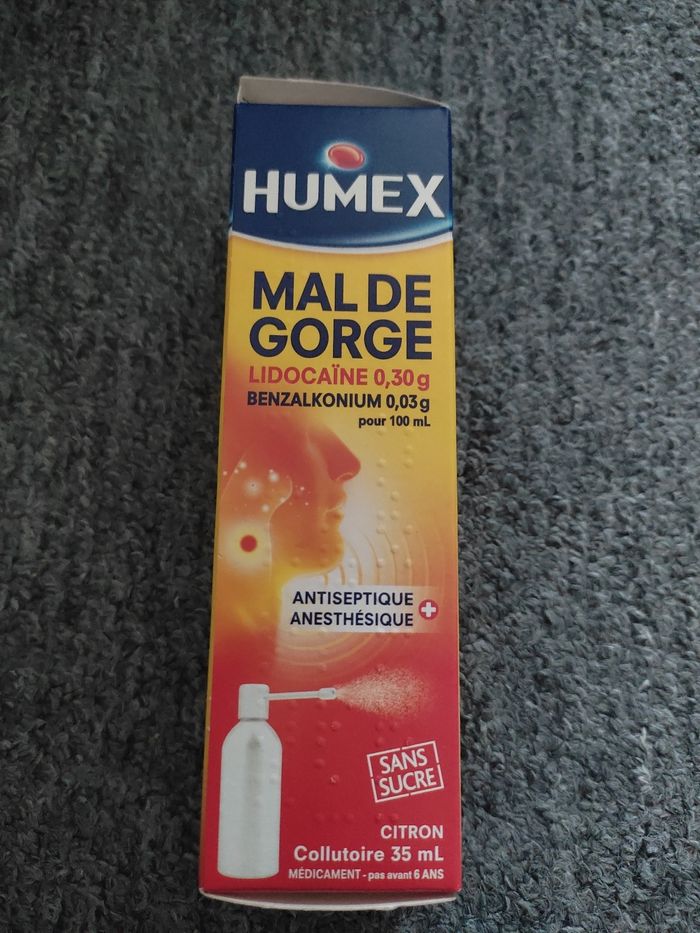 HUMEX
MAL DE
GORGE
LIDOCAÏNE 0,30 g
BENZALKONIUM 0,03 g
pour 100 mL
ANTISEPTIQUE
ANESTHÉSIQUE
SANS
SUCRE
CITRON
Collutoire 35 mL
MÉDICAMENT - pas avant 6 ANS